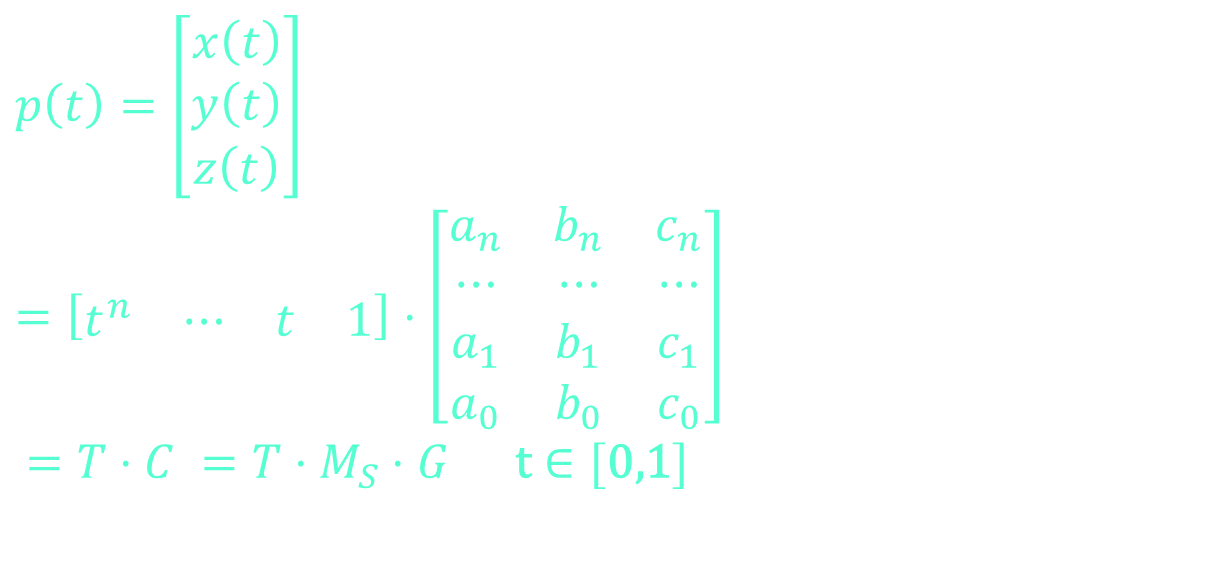 p(t) = [x(t) y(t) z(t)]
= [tⁿ ⋯ t 1] · [aₙ bₙ cₙ ⋯ ⋯ ⋯ a₁ b₁ c₁ a₀ b₀ c₀]
= T · C = T · M_S · G t ∈ [0,1]